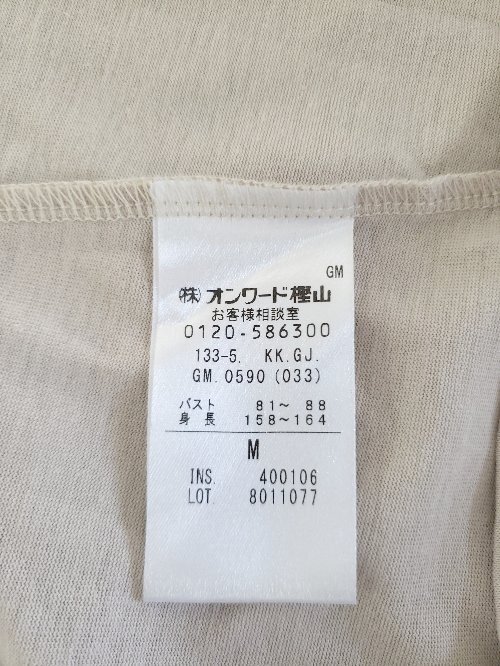 GM
㈱オンワード樫山
お客様相談室
0120-586300
133-5. KK.GJ.
GM.0590 (033)
バスト 81~ 88
身長 158~164
M
INS. 400106
LOT. 8011077